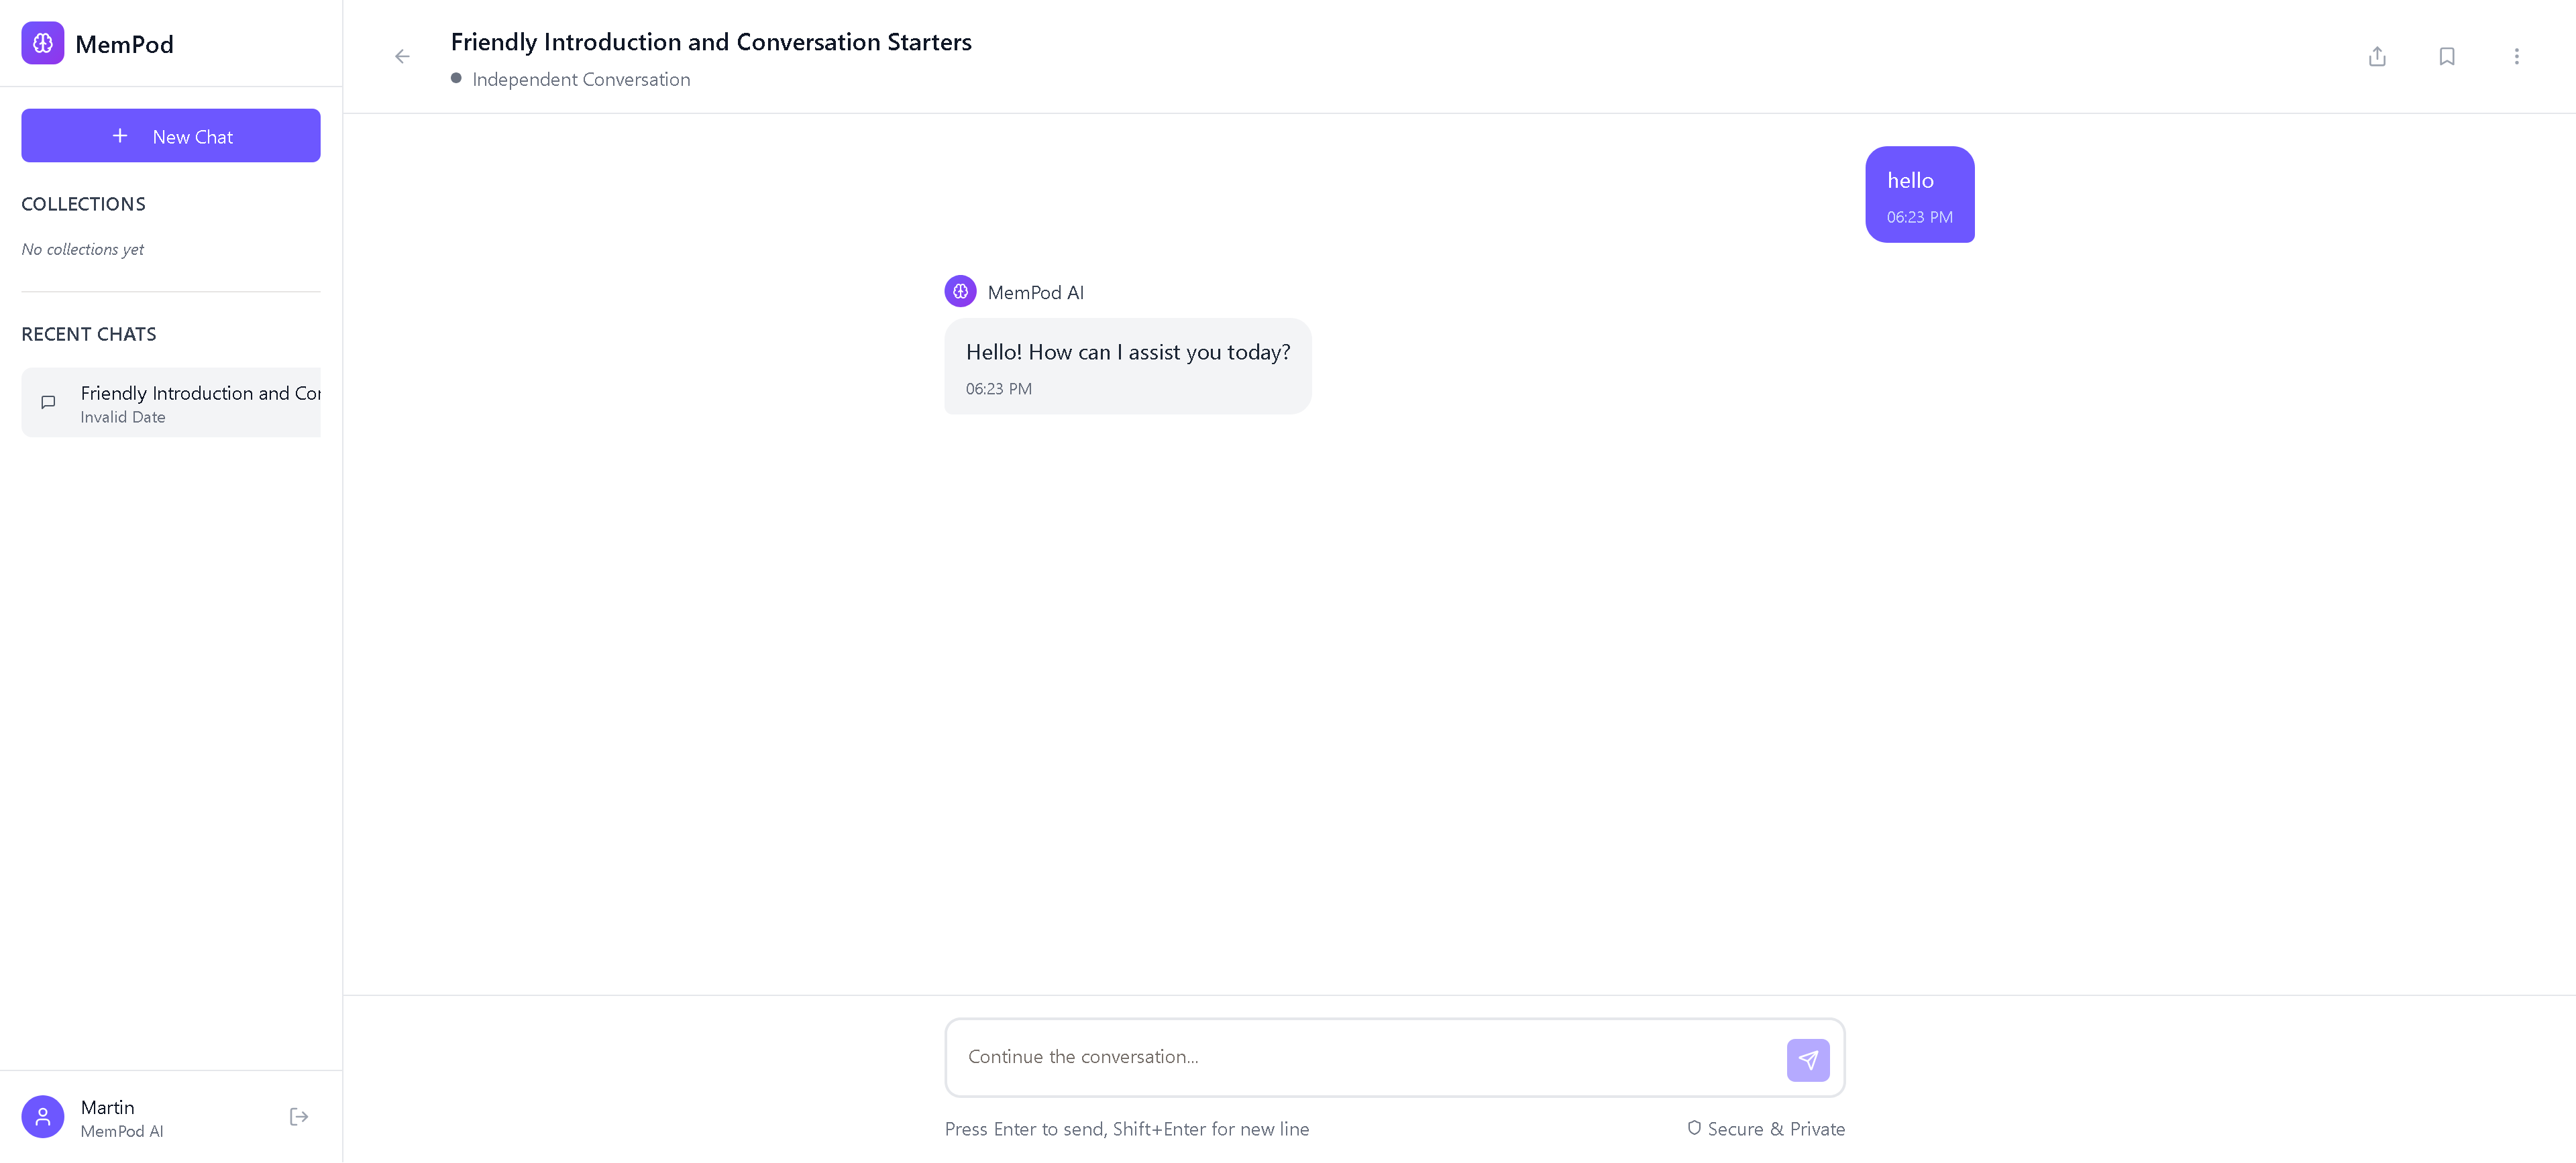 MemPod
New Chat
COLLECTIONS
No collections yet
RECENT CHATS
Friendly Introduction and Cor
Invalid Date
Martin
MemPod AI
Friendly Introduction and Conversation Starters
Independent Conversation
hello
06:23 PM
MemPod AI
Hello! How can I assist you today?
06:23 PM
Continue the conversation...
Press Enter to send, Shift+Enter for new line
Secure & Private